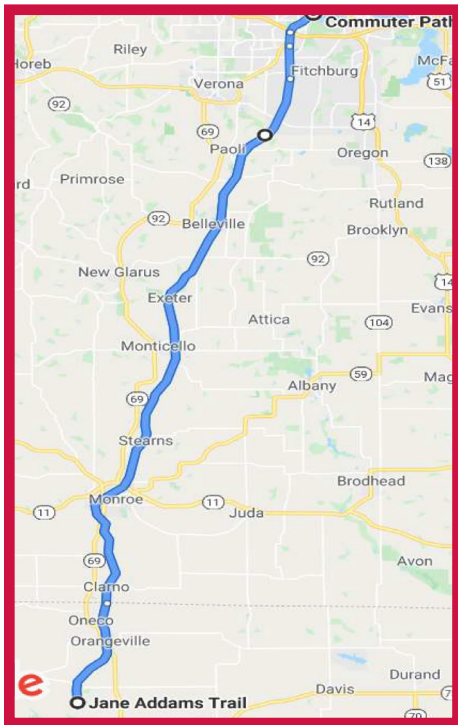 Commuter Path
Riley
Horeb
Fitchburg
McFa
Verona
51
92
69
14
Paoli
Oregon
138
rd
Primrose
Rutland
92
Belleville
Brooklyn
New Glarus
92
14
Exeter
Evans
Attica
104
Monticello
59
Mag
Albany
69
Stearns
Brodhead
Monroe
11
11
Juda
Avon
69
Clarno
Oneco
Orangeville
Durand
e
Jane Addams Trail
Davis
7
70